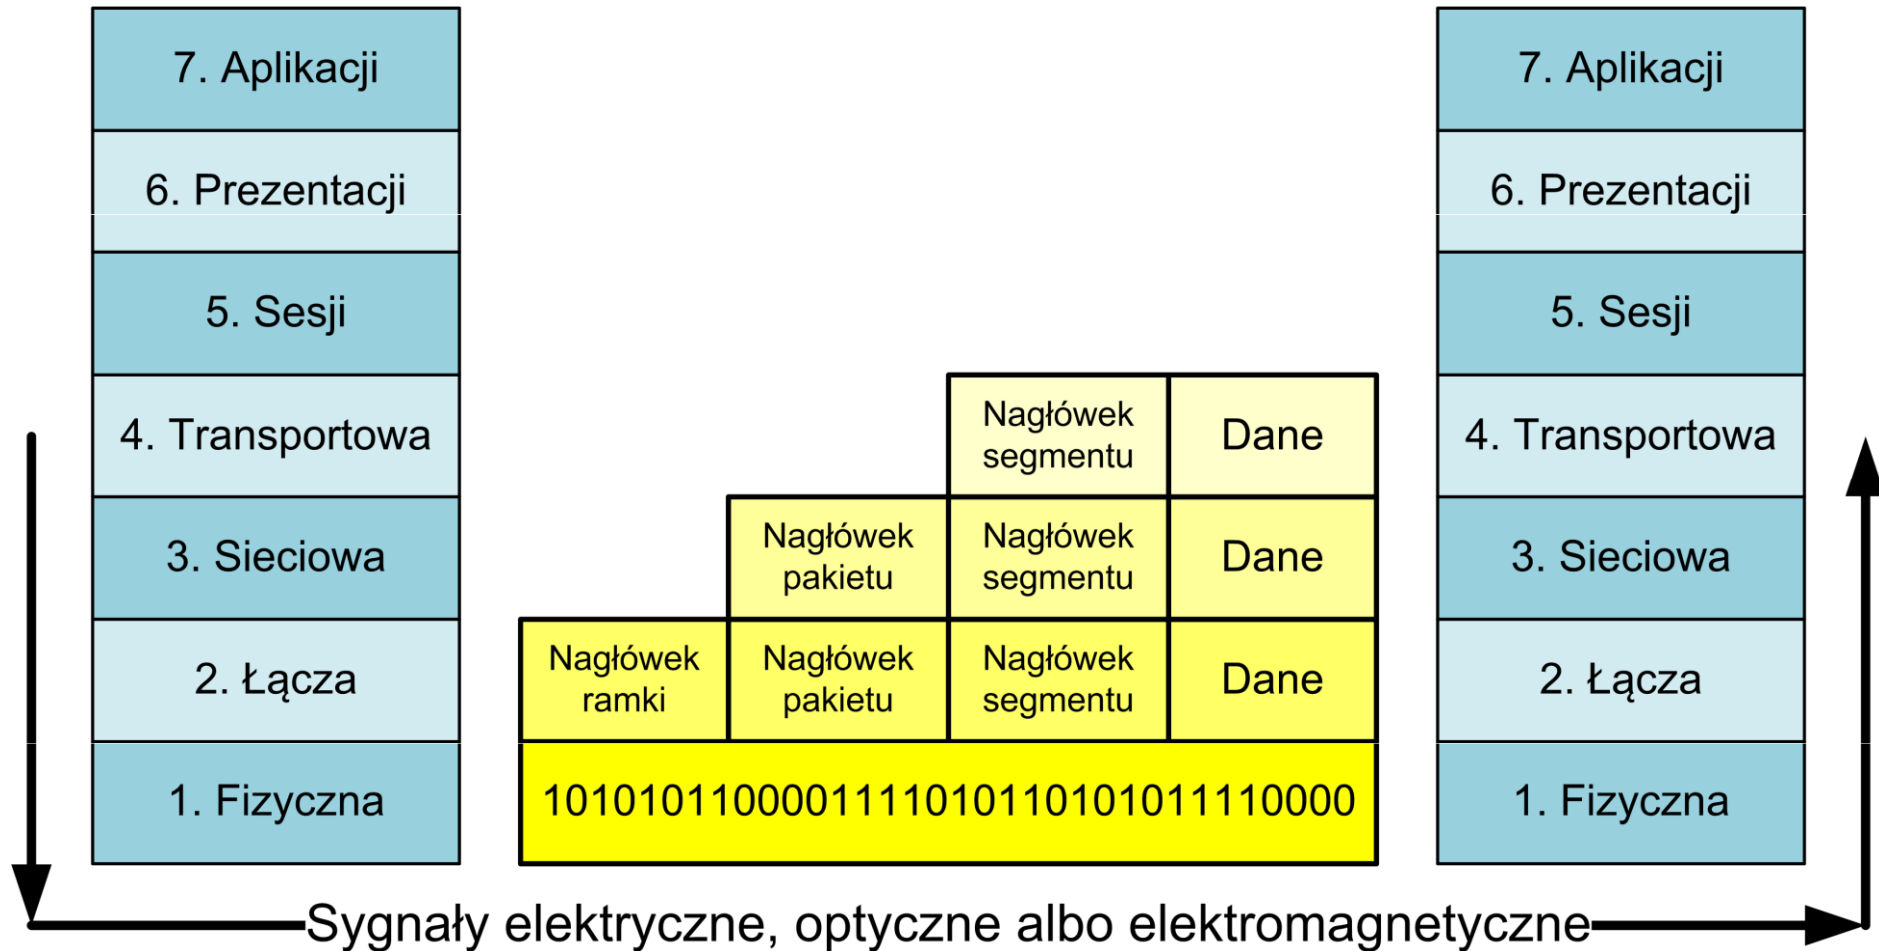 7. Aplikacji
6. Prezentacji
5. Sesji
4. Transportowa
3. Sieciowa
2. Łącza
1. Fizyczna
Nagłówek
segmentu
Dane
Nagłówek
pakietu
Nagłówek
segmentu
Dane
Nagłówek
ramki
Nagłówek
pakietu
Nagłówek
segmentu
Dane
1010101100001111010110101011110000
7. Aplikacji
6. Prezentacji
5. Sesji
4. Transportowa
3. Sieciowa
2. Łącza
1. Fizyczna
Sygnały elektryczne, optyczne albo elektromagnetyczne